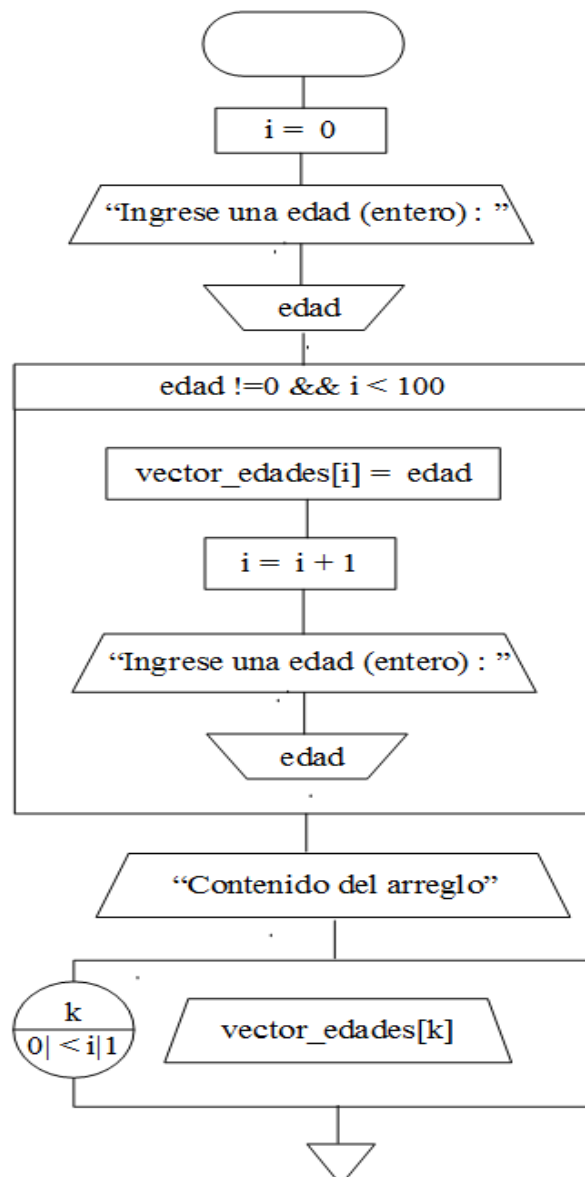 i = 0
“Ingrese una edad (entero) : ”
edad
edad !=0 && i < 100
vector_edades[i] = edad
i = i + 1
“Ingrese una edad (entero) : ”
edad
“Contenido del arreglo”
k
0| < i|1
vector_edades[k]